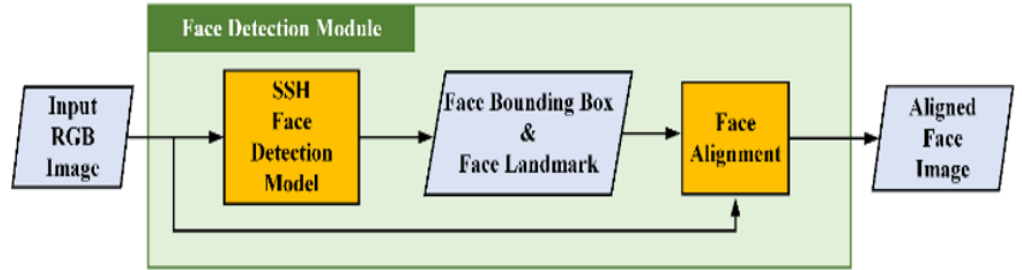 Face Detection Module
Input
RGB
Image
SSH
Face
Detection
Model
Face Bounding Box
&
Face Landmark
Face
Alignment
Aligned
Face
Image